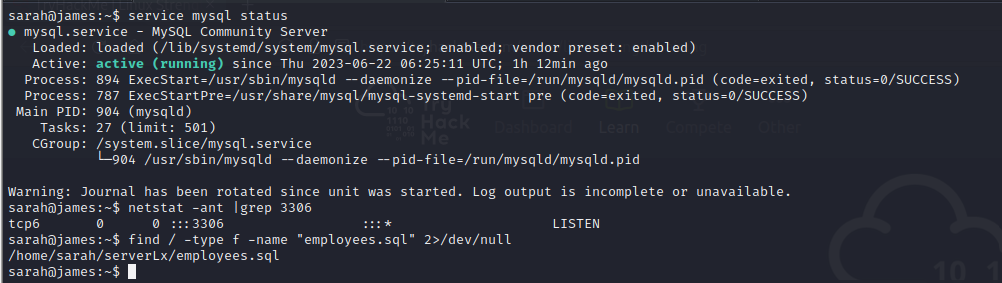 sarah@james:~$ service mysql status
● mysql.service - MySQL Community Server
   Loaded: loaded (/lib/systemd/system/mysql.service; enabled; vendor preset: enabled)
   Active: active (running) since Thu 2023-06-22 06:25:11 UTC; 1h 12min ago
  Process: 894 ExecStart=/usr/sbin/mysqld --daemonize --pid-file=/run/mysqld/mysqld.pid (code=exited, status=0/SUCCESS)
  Process: 787 ExecStartPre=/usr/share/mysql/mysql-systemd-start pre (code=exited, status=0/SUCCESS)
 Main PID: 904 (mysqld)
    Tasks: 27 (limit: 501)
   CGroup: /system.slice/mysql.service
           └─904 /usr/sbin/mysqld --daemonize --pid-file=/run/mysqld/mysqld.pid
Hack
Me
Dashboard
Learn
Compete
Other
Warning: Journal has been rotated since unit was started. Log output is incomplete or unavailable.
sarah@james:~$ netstat -ant |grep 3306
tcp6       0      0 :::3306                 :::*                    LISTEN
sarah@james:~$ find / -type f -name "employees.sql" 2>/dev/null
/home/sarah/serverLx/employees.sql
sarah@james:~$
10